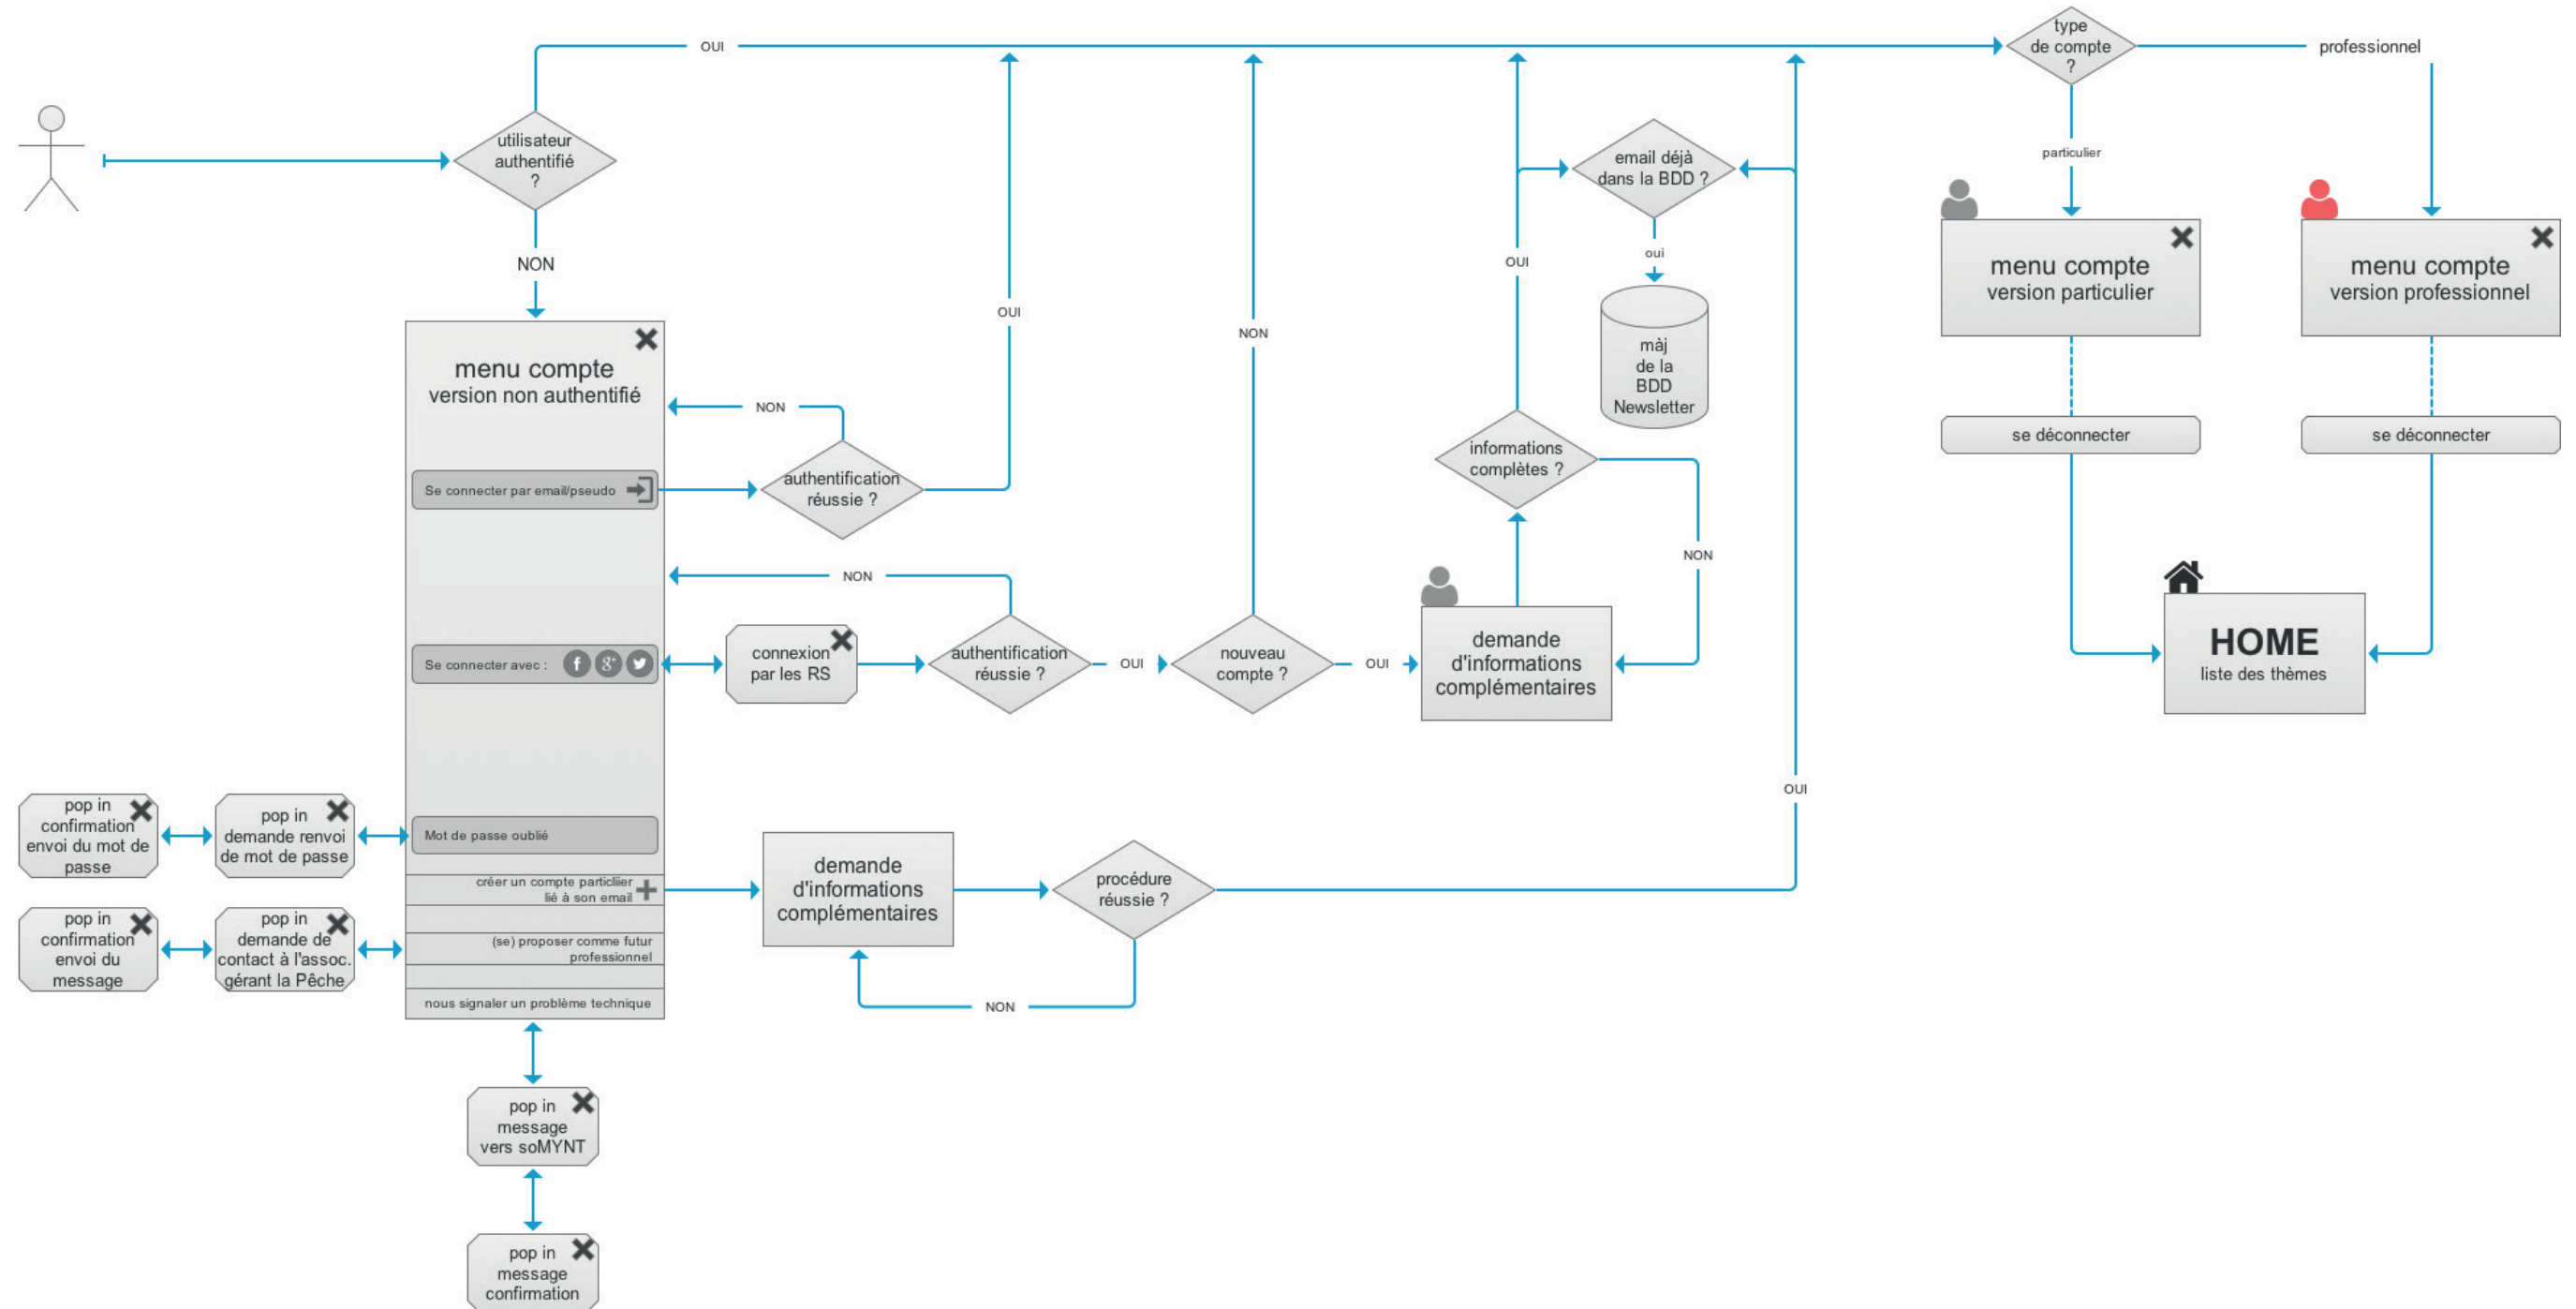 OUI
type
de compte
?
professionnel
utilisateur
authentifié
?
NON
particulier
email déjà
dans la BDD ?
oui
màj
de la
BDD
Newsletter
OUI
OUI
NON
menu compte
version particulier
menu compte
version professionnel
se déconnecter
se déconnecter
HOME
liste des thèmes
menu compte
version non authentifié
NON
Se connecter par email/pseudo
authentification
réussie ?
informations
complètes ?
NON
NON
Se connecter avec :
f
g+
connexion
par les RS
authentification
réussie ?
OUI
nouveau
compte ?
OUI
demande
d'informations
complémentaires
OUI
pop in
confirmation
envoi du mot de
passe
pop in
demande renvoi
de mot de passe
Mot de passe oublié
créer un compte particliier
lié à son email
demande
d'informations
complémentaires
procédure
réussie ?
NON
pop in
confirmation
envoi du
message
pop in
demande de
contact à l'assoc.
gérant la Pêche
(se) proposer comme futur
professionnel
nous signaler un problème technique
pop in
message
vers soMYNT
pop in
message
confirmation